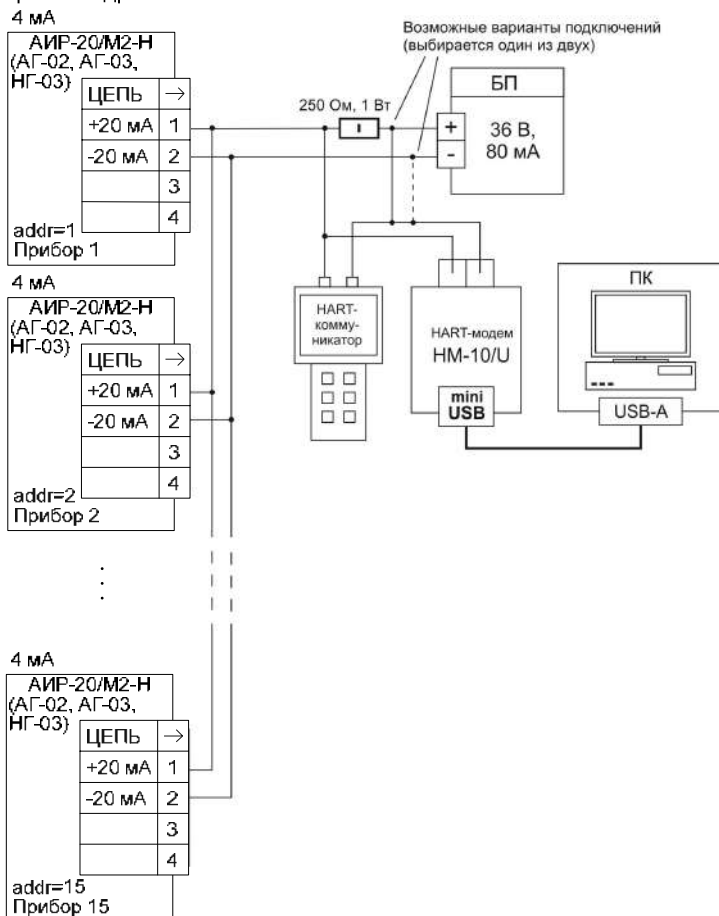 4 мА
АИР-20/М2-Н
(АГ-02, АГ-03,
НГ-03)
ЦЕПЬ →
+20 мА 1
-20 мА 2
3
4
addr=1
Прибор 1
Возможные варианты подключений
(выбирается один из двух)
250 Ом, 1 Вт
БП
+
-
36 В,
80 мА
HART-
комму-
никатор
HART-модем
HM-10/U
mini
USB
ПК
USB-A
4 мА
АИР-20/М2-Н
(АГ-02, АГ-03,
НГ-03)
ЦЕПЬ →
+20 мА 1
-20 мА 2
3
4
addr=2
Прибор 2
4 мА
АИР-20/М2-Н
(АГ-02, АГ-03,
НГ-03)
ЦЕПЬ →
+20 мА 1
-20 мА 2
3
4
addr=15
Прибор 15